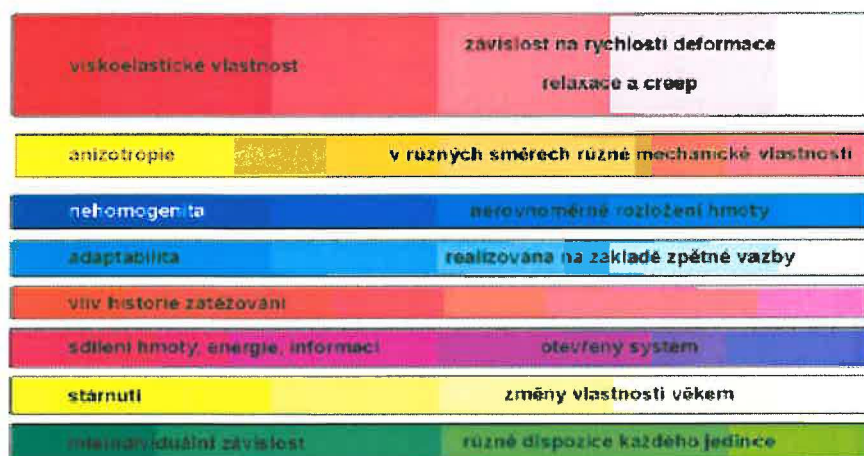 viskoelastické vlastnost
závislost na rychlosti deformace
relaxace a creep
anizotropie
v různých směrech různé mechanické vlastnosti
nehomogenita
nerovnoměrné rozložení hmoty
adaptabilita
realizována na základě zpětné vazby
vliv historie zatěžování
sdílení hmoty, energie, informací
otevřený systém
stárnutí
změny vlastností věkem
interindividuální závislost
různé dispozice každého jedince